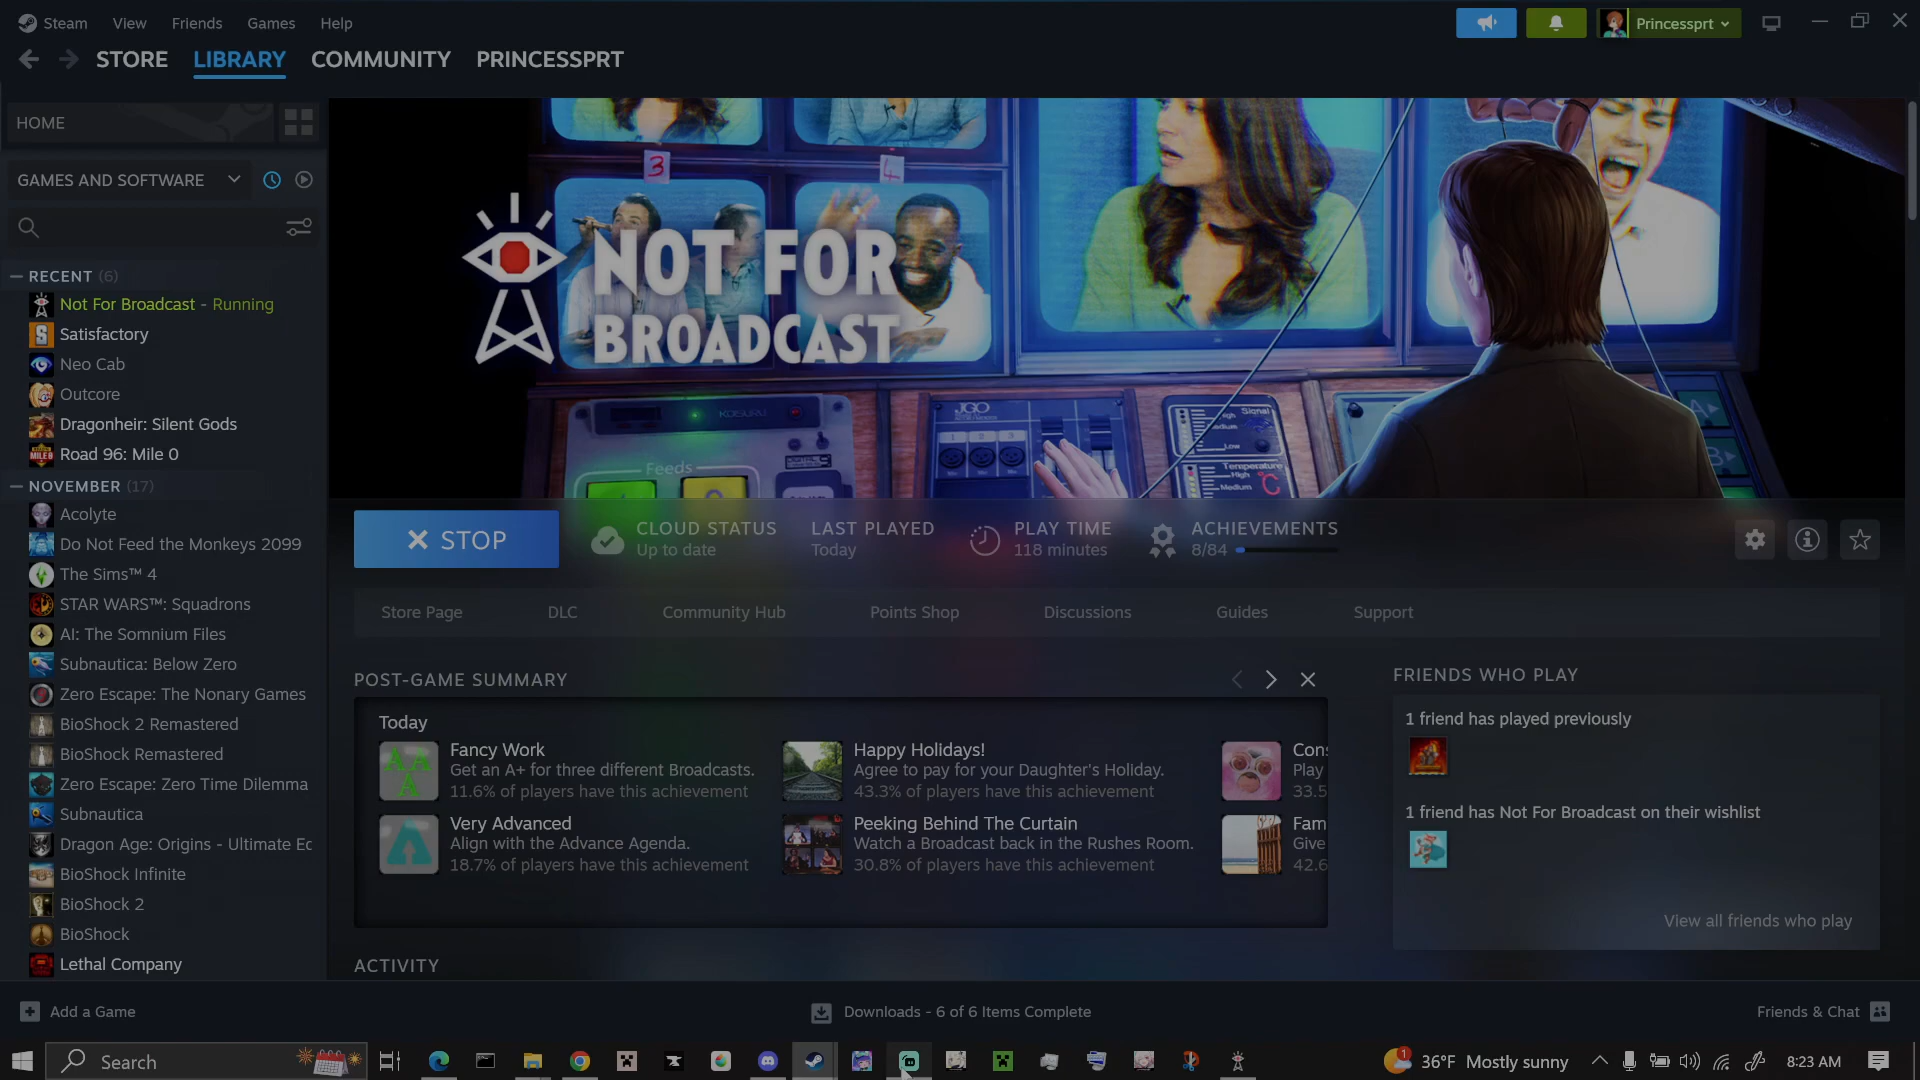 Steam View Friends Games Help
Princessprt
STORE LIBRARY COMMUNITY PRINCESSPRT
HOME
GAMES AND SOFTWARE
RECENT (6)
Not For Broadcast - Running
Satisfactory
Neo Cab
Outcore
Dragonheir: Silent Gods
Road 96: Mile 0
NOVEMBER (17)
Acolyte
Do Not Feed the Monkeys 2099
The Sims™ 4
STAR WARS™: Squadrons
AI: The Somnium Files
Subnautica: Below Zero
Zero Escape: The Nonary Games
BioShock 2 Remastered
BioShock Remastered
Zero Escape: Zero Time Dilemma
Subnautica
Dragon Age: Origins - Ultimate Ec
BioShock Infinite
BioShock 2
BioShock
Lethal Company
3 4
NOT FOR
BROADCAST
JGO
1 2 3
Signal
High
Medium
Low
Temperature
High
Medium
°C
A
B
Feeds
STOP
CLOUD STATUS
Up to date
LAST PLAYED
Today
PLAY TIME
118 minutes
ACHIEVEMENTS
8/84
Store Page DLC Community Hub Points Shop Discussions Guides Support
POST-GAME SUMMARY
Today
Fancy Work
Get an A+ for three different Broadcasts.
11.6% of players have this achievement
Happy Holidays!
Agree to pay for your Daughter's Holiday.
43.3% of players have this achievement
Cons
Play
33.5
Very Advanced
Align with the Advance Agenda.
18.7% of players have this achievement
Peeking Behind The Curtain
Watch a Broadcast back in the Rushes Room.
30.8% of players have this achievement
Fam
Give
42.6
FRIENDS WHO PLAY
1 friend has played previously
1 friend has Not For Broadcast on their wishlist
View all friends who play
ACTIVITY
Add a Game
Downloads - 6 of 6 Items Complete
Friends & Chat
Search
1
36°F Mostly sunny
8:23 AM